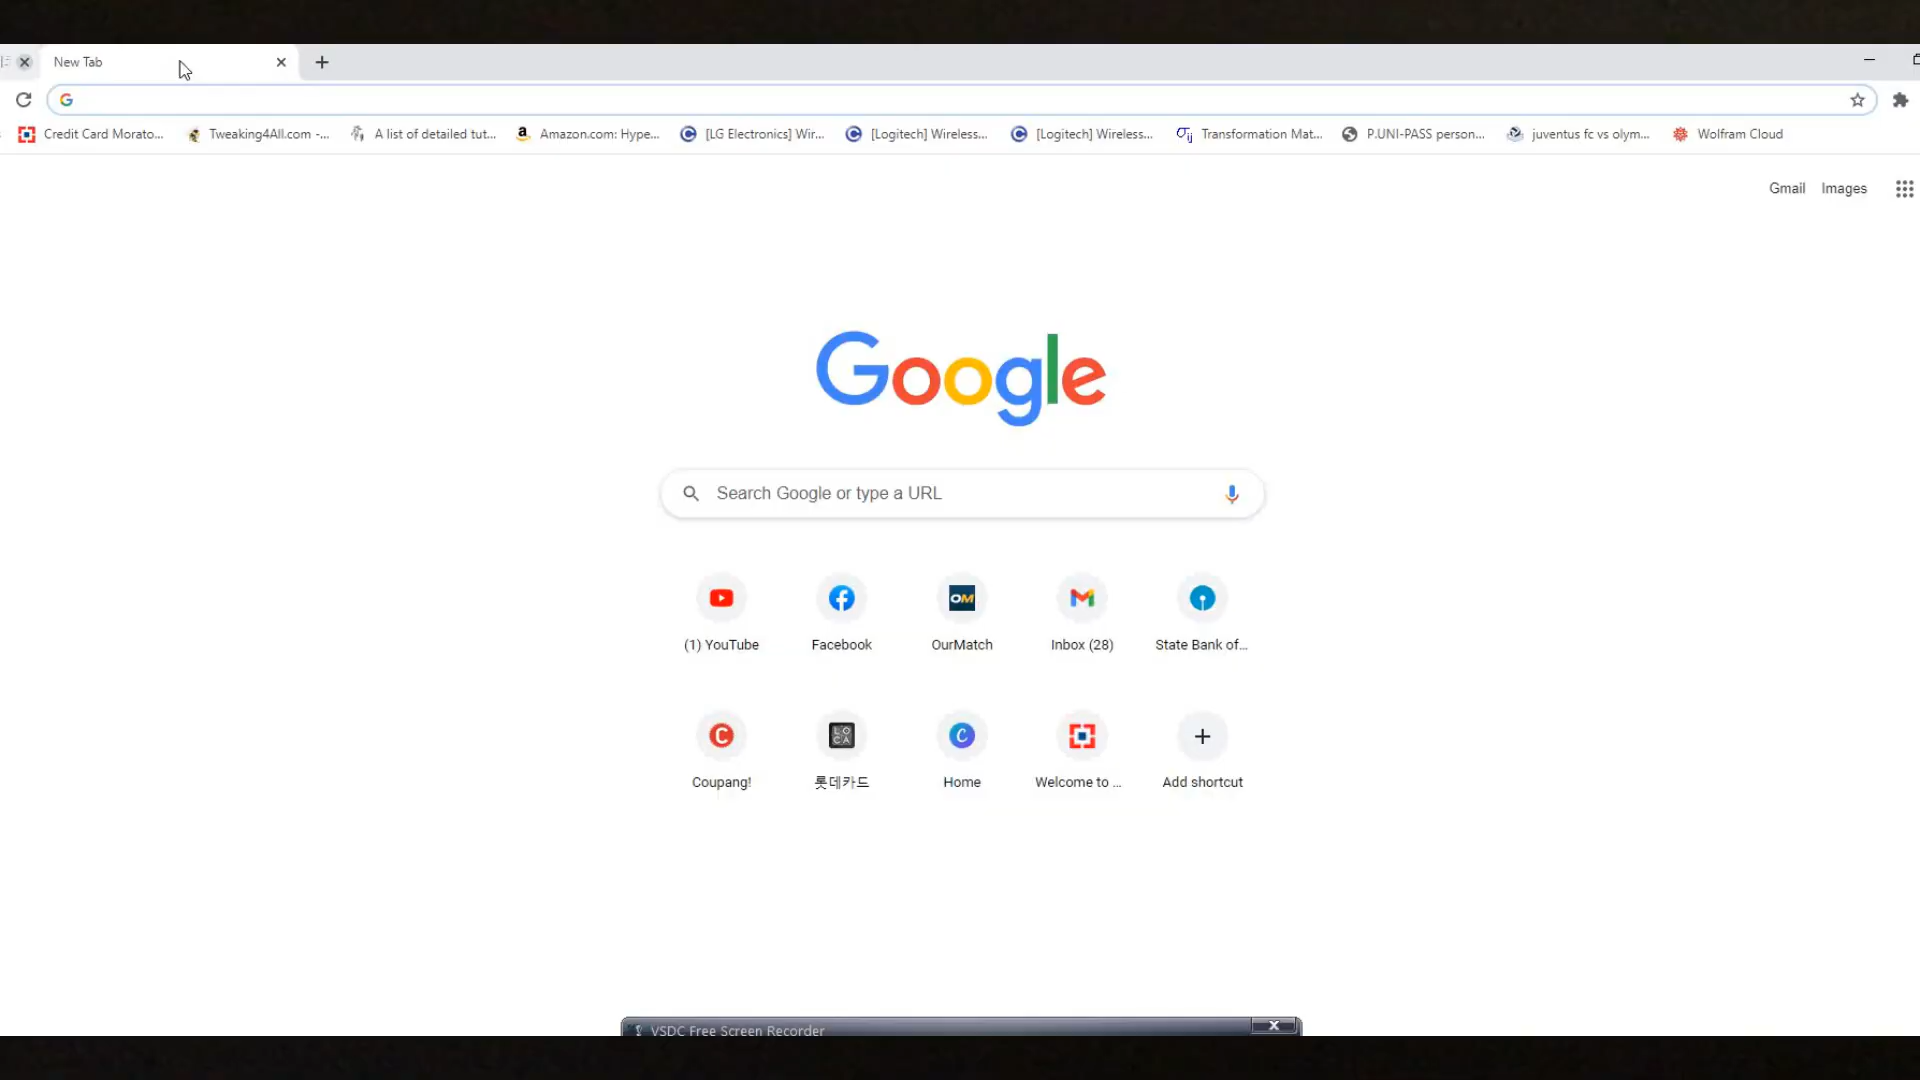 New Tab
Credit Card Morato... Tweaking4All.com -... A list of detailed tut... Amazon.com: Hype... [LG Electronics] Wir... [Logitech] Wireless... [Logitech] Wireless... Transformation Mat... P.UNI-PASS person... juventus fc vs olym... Wolfram Cloud
Gmail Images
Google
Search Google or type a URL
OM
(1) YouTube Facebook OurMatch Inbox (28) State Bank of...
LOCA
Coupang! 롯데카드 Home Welcome to ... Add shortcut
VSDC Free Screen Recorder